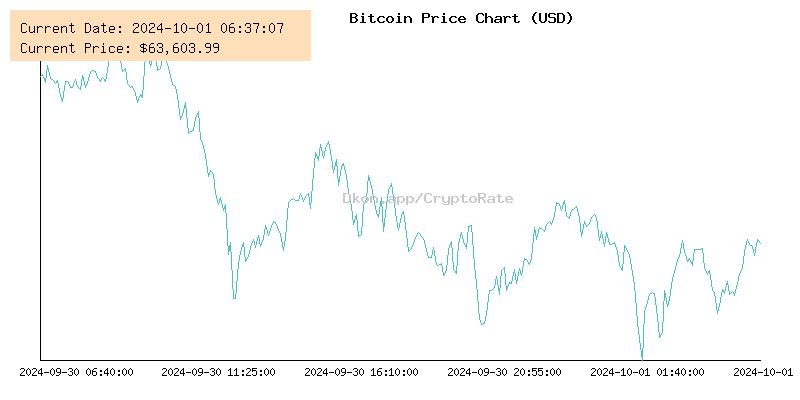 Bitcoin Price Chart (USD)
Current Date: 2024-10-01 06:37:07
Current Price: $63,603.99
Dkon.app/CryptoRate
2024-09-30 06:40:00
2024-09-30 11:25:00
2024-09-30 16:10:00
2024-09-30 20:55:00
2024-10-01 01:40:00
2024-10-01